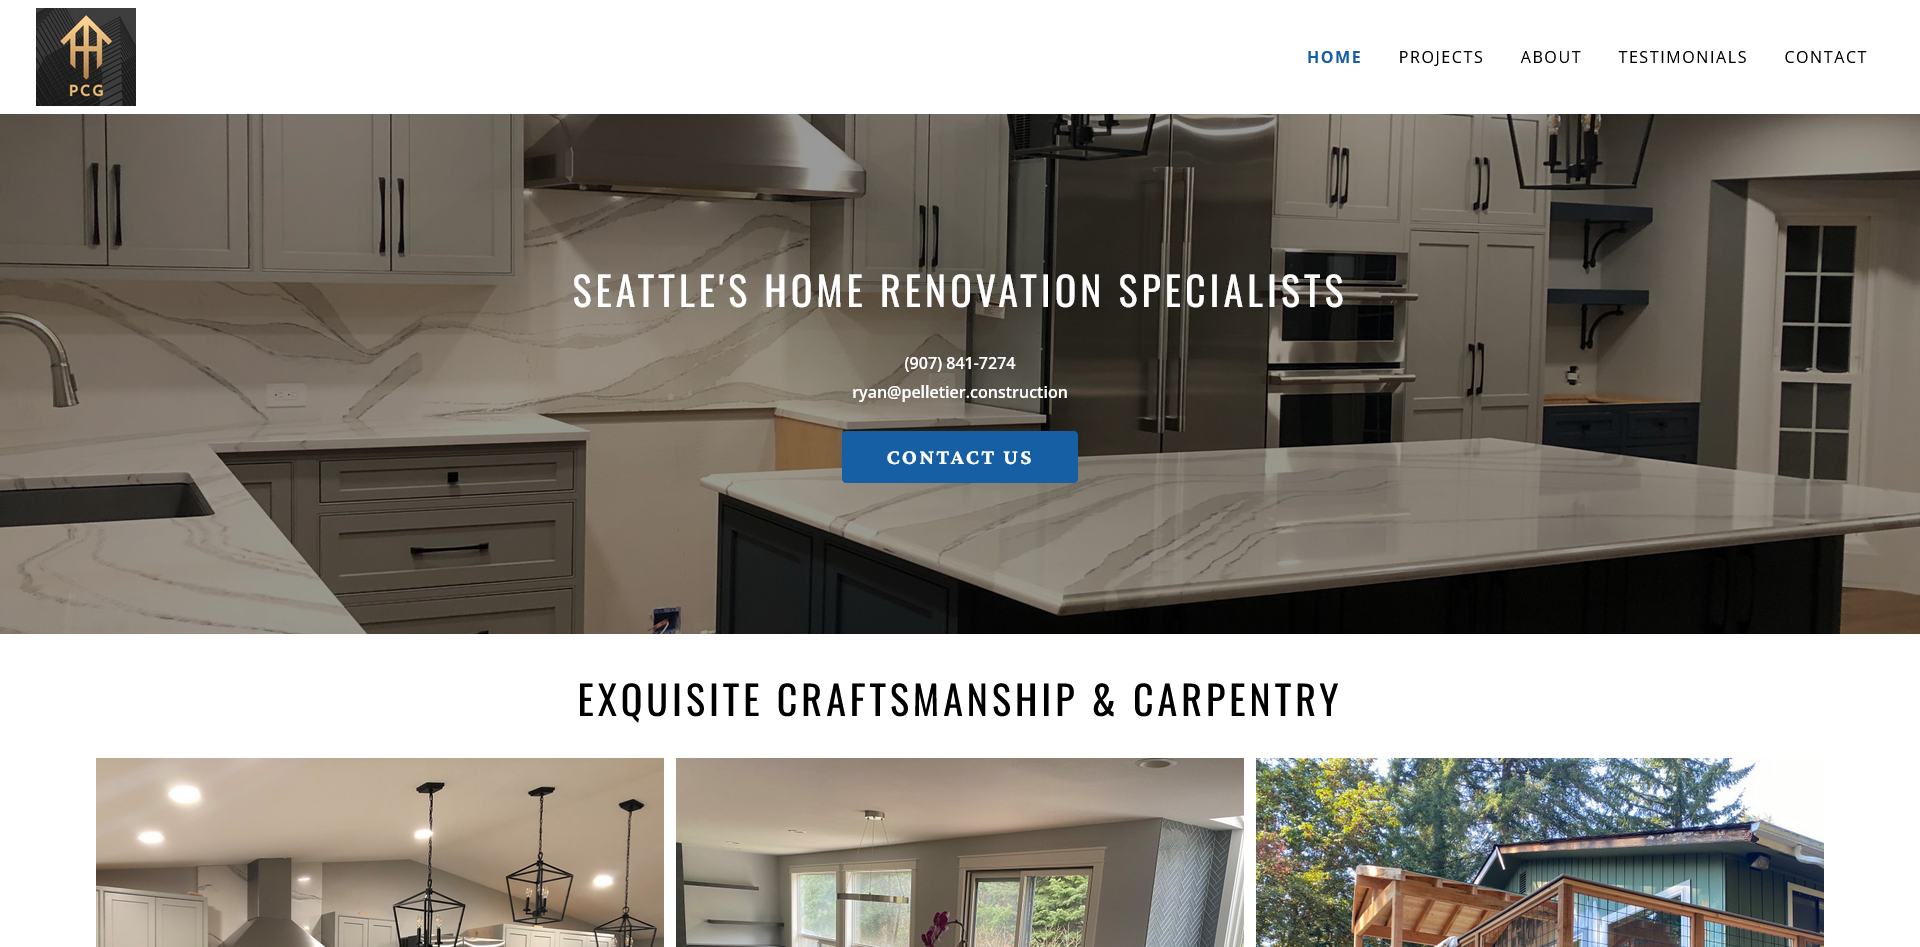 PCG
HOME PROJECTS ABOUT TESTIMONIALS CONTACT
SEATTLE'S HOME RENOVATION SPECIALISTS
(907) 841-7274
ryan@pelletier.construction
CONTACT US
EXQUISITE CRAFTSMANSHIP & CARPENTRY